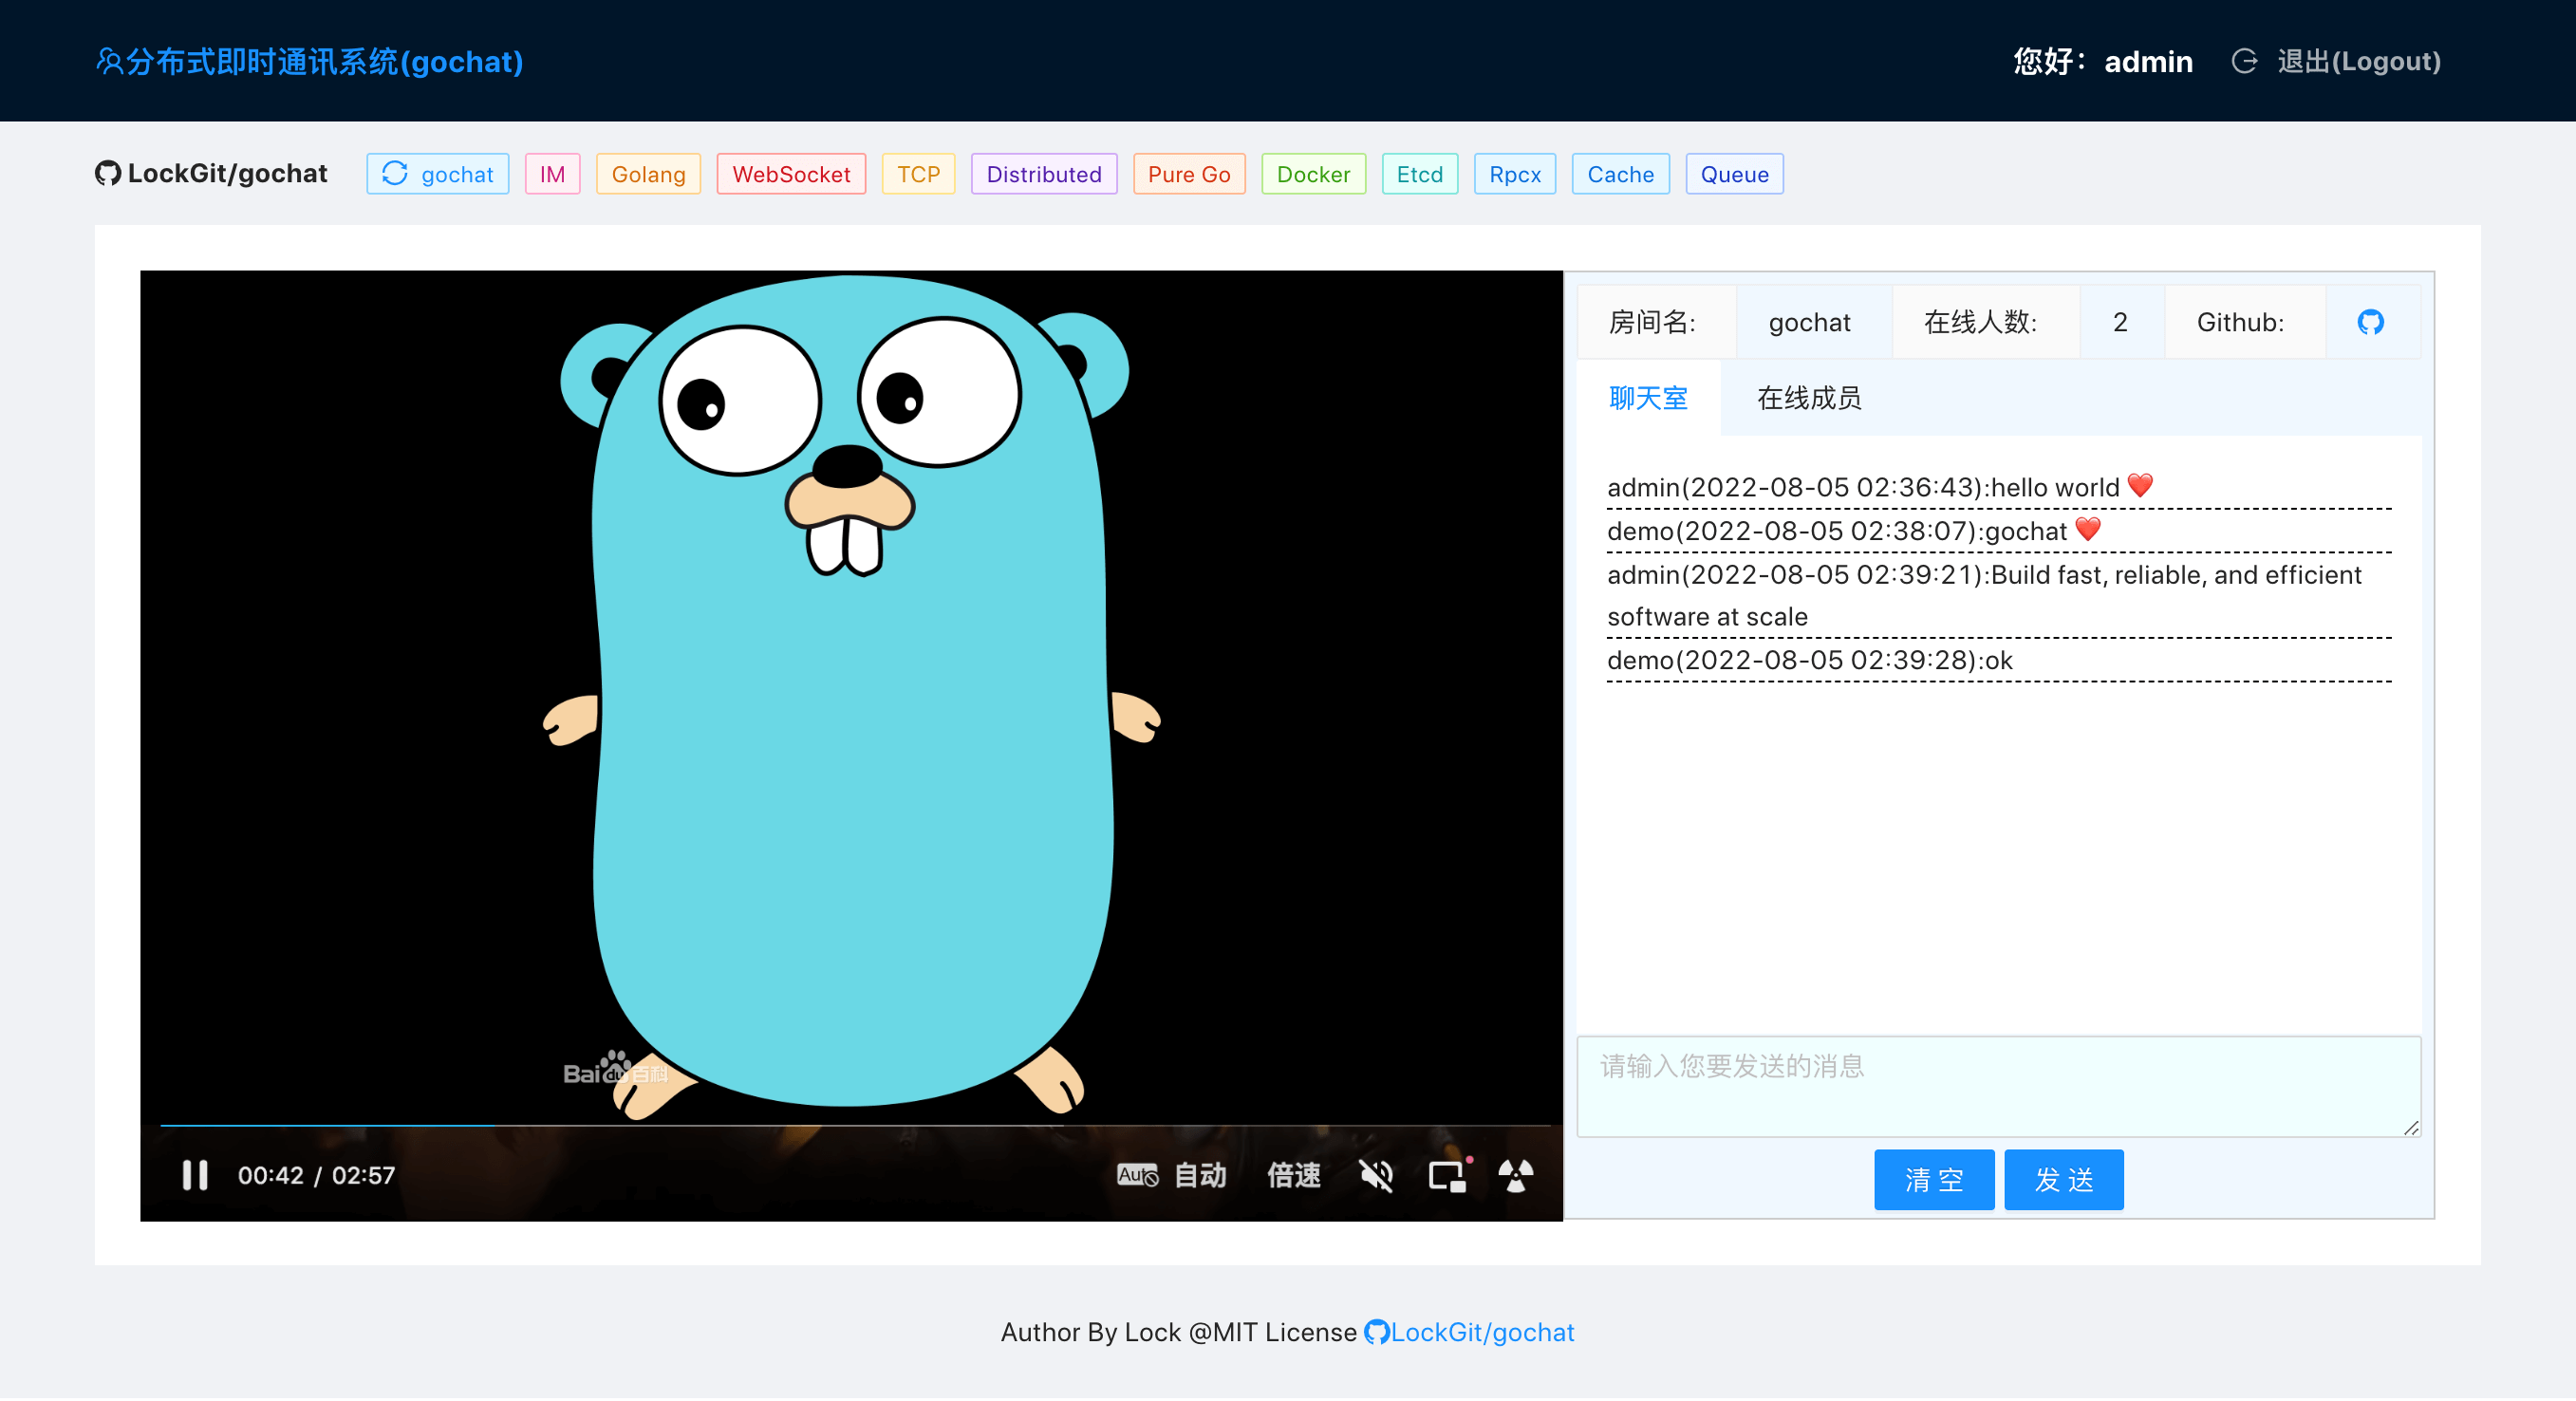 分布式即时通讯系统(gochat)
您好：admin 退出(Logout)
LockGit/gochat gochat IM Golang WebSocket TCP Distributed Pure Go Docker Etcd Rpcx Cache Queue
房间名: gochat 在线人数: 2 Github:
聊天室 在线成员
admin(2022-08-05 02:36:43):hello world ❤️
demo(2022-08-05 02:38:07):gochat ❤️
admin(2022-08-05 02:39:21):Build fast, reliable, and efficient
software at scale
demo(2022-08-05 02:39:28):ok
请输入您要发送的消息
清 空 发 送
Baidu百科
00:42 / 02:57 Auto 自动 倍速
Author By Lock @MIT License LockGit/gochat